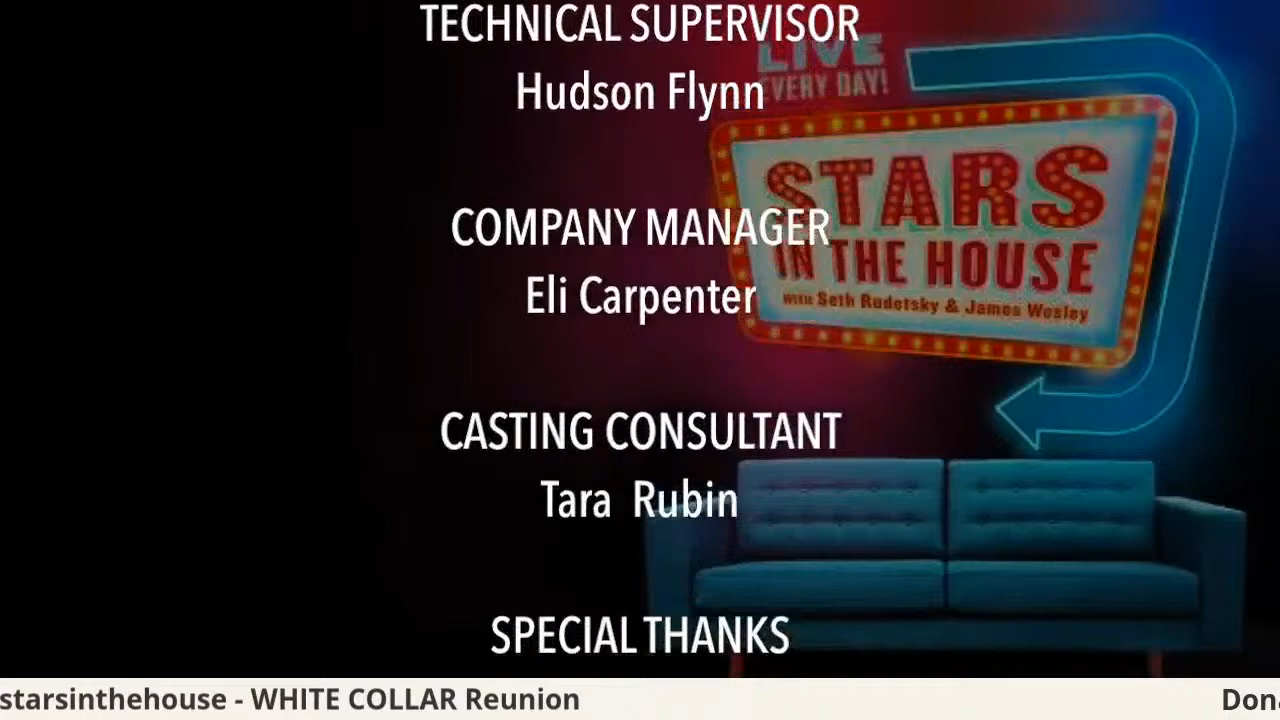 TECHNICAL SUPERVISOR
Hudson Flynn
COMPANY MANAGER
Eli Carpenter
CASTING CONSULTANT
Tara Rubin
SPECIAL THANKS
LIVE
EVERY DAY!
STARS
IN THE HOUSE
WITH Seth Rudetsky & James Wesley
starsinthehouse - WHITE COLLAR Reunion